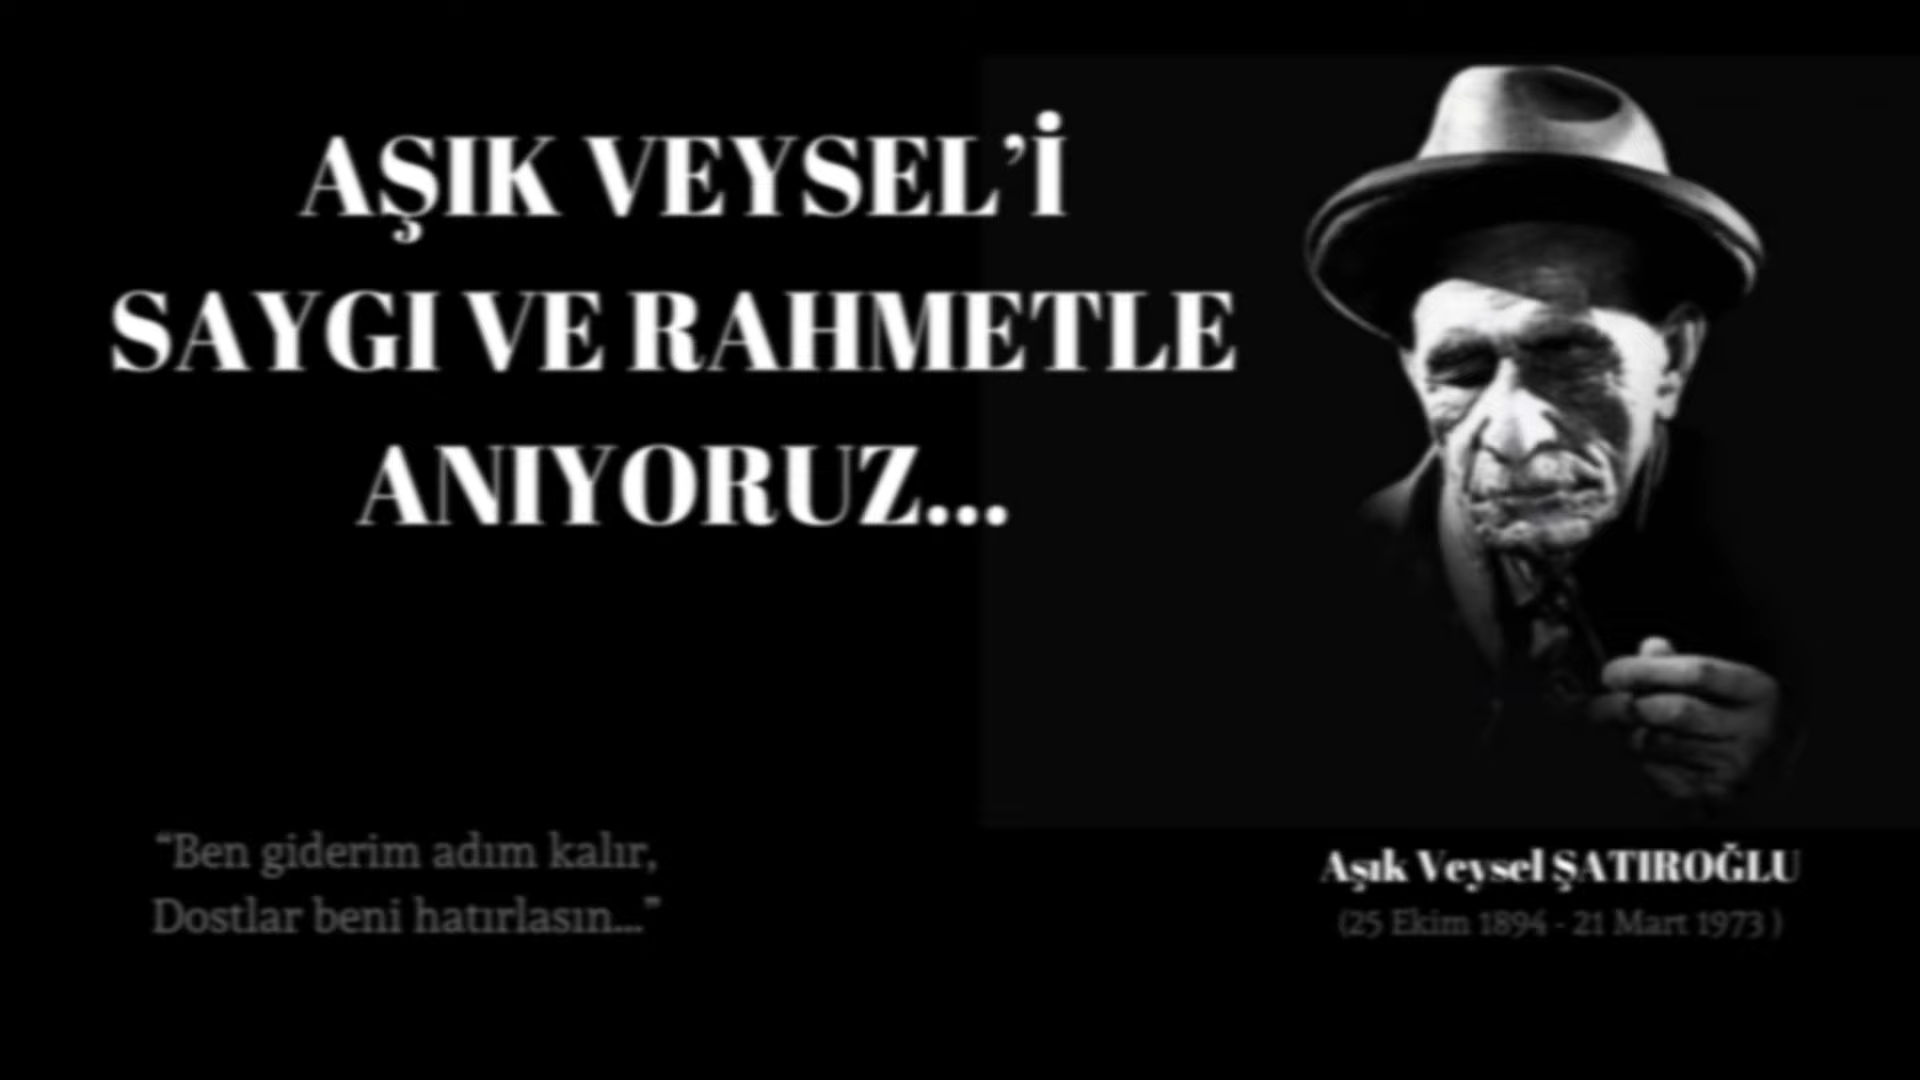 AŞIK VEYSEL’İ
SAYGI VE RAHMETLE
ANIYORUZ...
“Ben giderim adım kalır,
Dostlar beni hatırlasın...”
Aşık Veysel ŞATIROĞLU
(25 Ekim 1894 - 21 Mart 1973 )